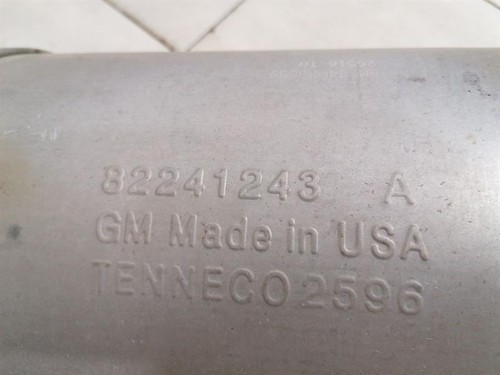 82241243 A
GM Made in USA
TENNECO 2596